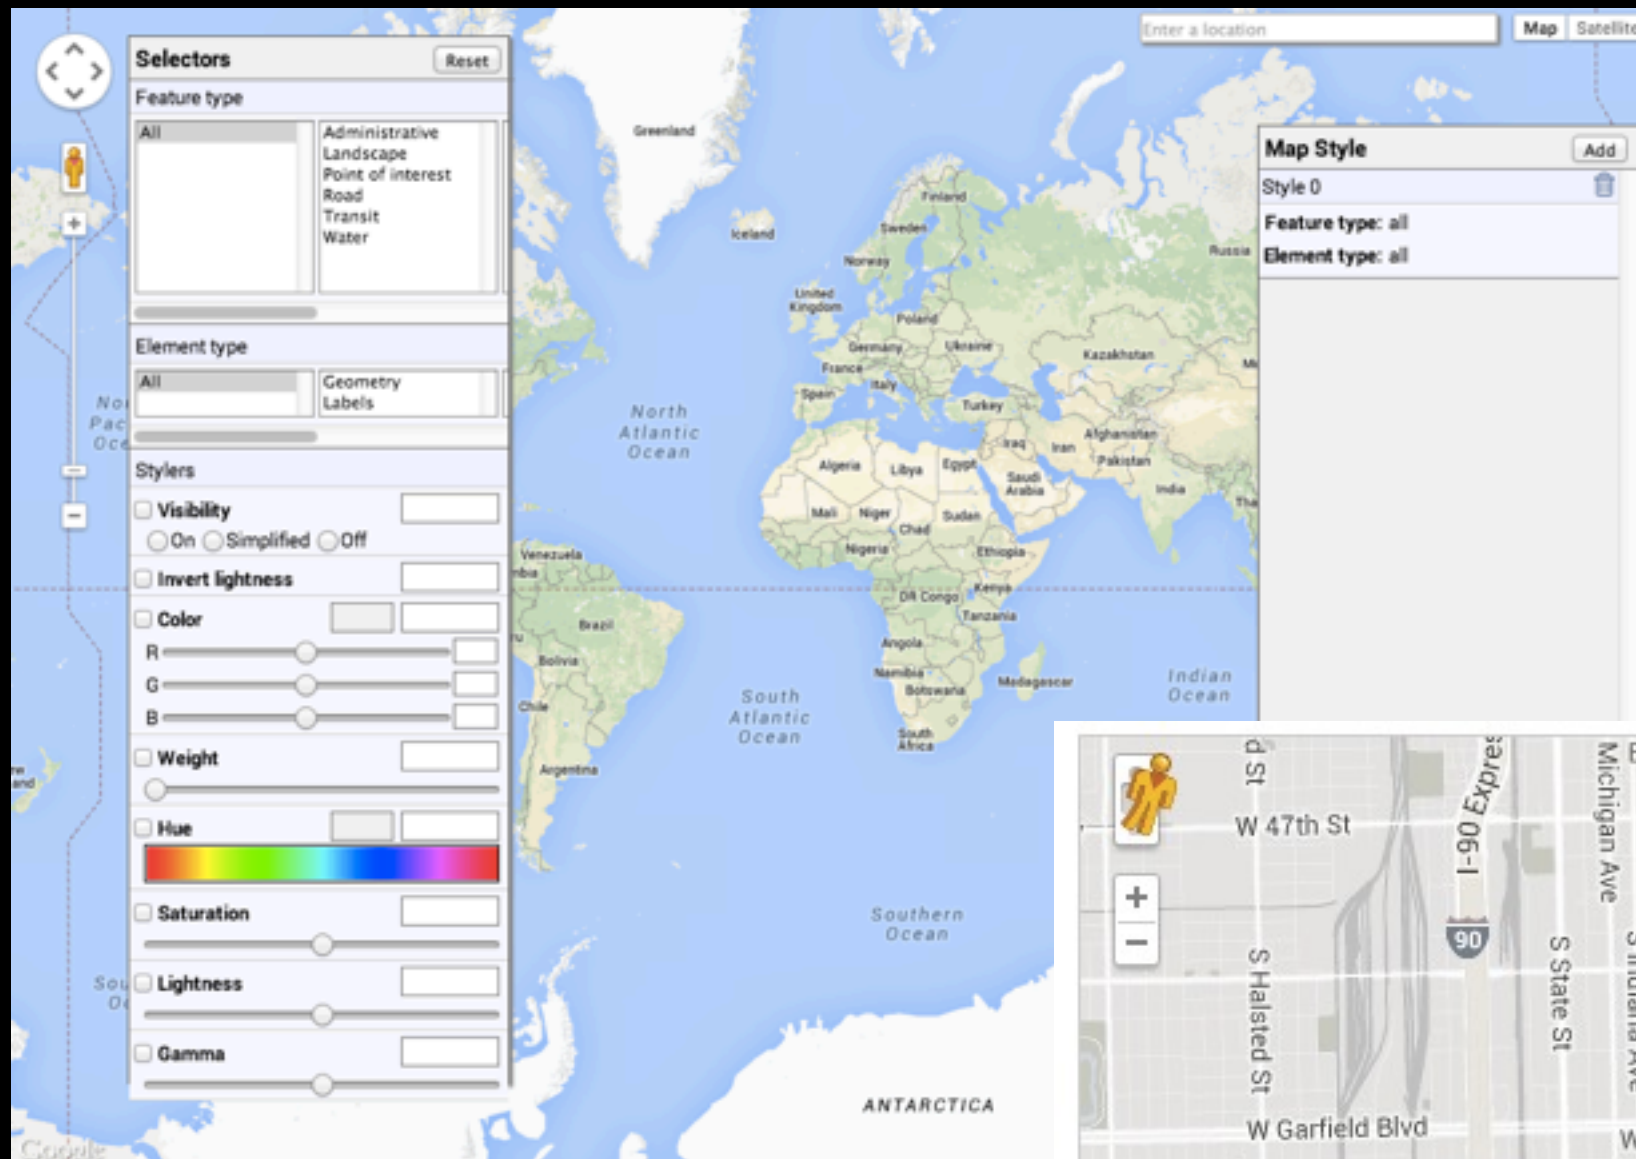 Selectors
Reset
Feature type
All
Administrative
Landscape
Point of interest
Road
Transit
Water
Element type
All
Geometry
Labels
Stylers
Visibility
On Simplified Off
Invert lightness
Color
R
G
B
Weight
Hue
Saturation
Lightness
Gamma
Google
Enter a location
Map Satellite
Map Style
Add
Style 0
Feature type: all
Element type: all
Greenland
Iceland
Finland
Sweden
Norway
Russia
United
Kingdom
Poland
Germany
Ukraine
France
Italy
Spain
Turkey
Kazakhstan
Iraq
Iran
Afghanistan
Pakistan
India
North
Atlantic
Ocean
Algeria
Libya
Egypt
Saudi
Arabia
Mali
Niger
Chad
Sudan
Nigeria
Ethiopia
DR Congo
Kenya
Tanzania
Angola
Namibia
Botswana
Madagascar
South
Africa
Venezuela
Brazil
Bolivia
Chile
Argentina
South
Atlantic
Ocean
Indian
Ocean
Southern
Ocean
ANTARCTICA
d St
W 47th St
I-90 Expres
Michigan Ave
+
−
90
S Halsted St
S State St
W Garfield Blvd